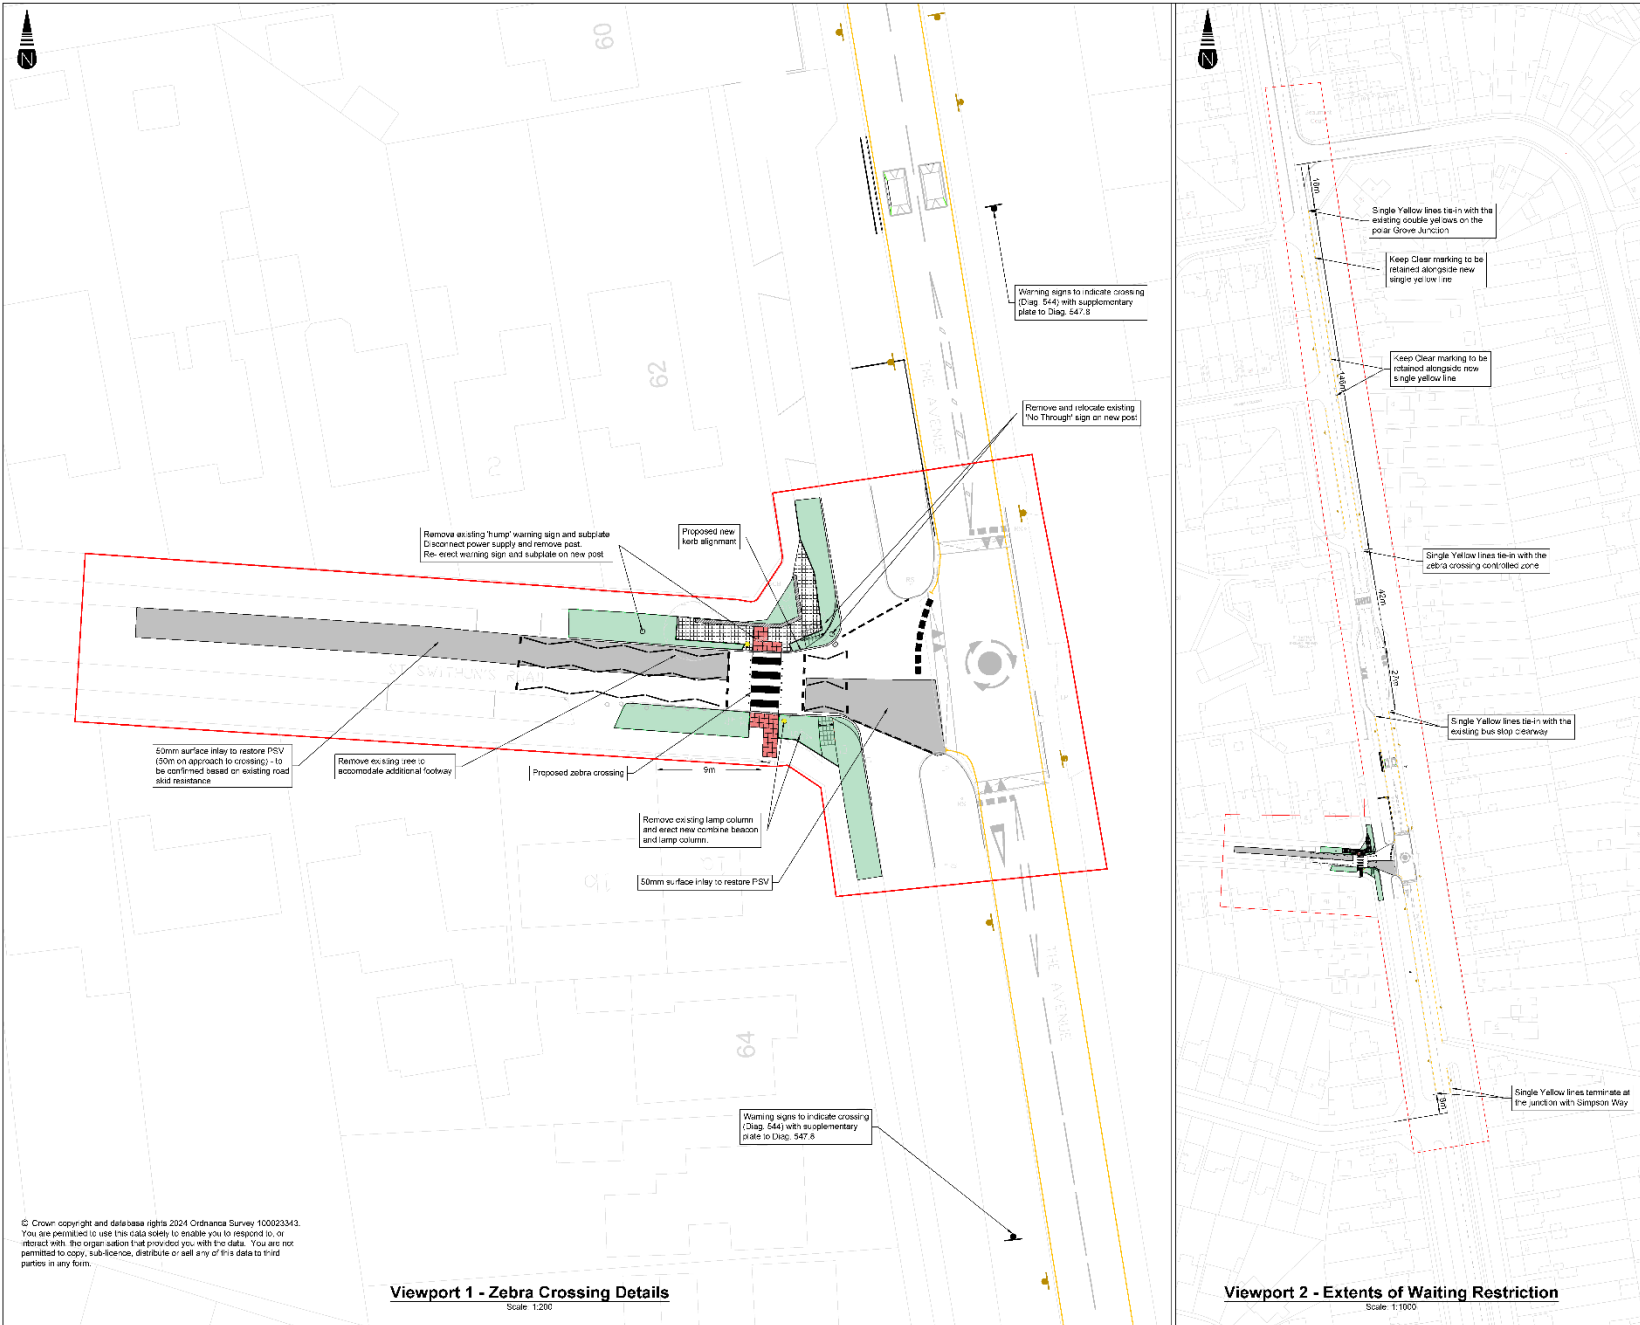 N
60
Warning signs to indicate crossing
(Diag. 544) with supplementary
plate to Diag. 547.8
THE AVENUE
62
Remove and relocate existing
'No Through' sign on new post
2
Remove existing 'hump' warning sign and subplate
Disconnect power supply and remove post.
Re- erect warning sign and subplate on new post
Proposed new
kerb alignment
SWITHUN'S ROAD
50mm surface inlay to restore PSV
(50m on approach to crossing) - to
be confirmed based on existing road
skid resistance
Remove existing tree to
accomodate additional footway
Proposed zebra crossing
9m
Remove existing lamp column
and erect new combine beacon
and lamp column.
50mm surface inlay to restore PSV
THE AVENUE
64
Warning signs to indicate crossing
(Diag. 544) with supplementary
plate to Diag. 547.8
© Crown copyright and database rights 2024 Ordnance Survey 100023343.
You are permitted to use this data solely to enable you to respond to, or
interact with, the organisation that provided you with the data. You are not
permitted to copy, sub-licence, distribute or sell any of this data to third
parties in any form.
Viewport 1 - Zebra Crossing Details
Scale: 1:200
N
Single Yellow lines tie-in with the
existing double yellows on the
polar Grove Junction
Keep Clear marking to be
retained alongside new
single yellow line
Keep Clear marking to be
retained alongside new
single yellow line
Single Yellow lines tie-in with the
zebra crossing controlled zone
42m
27m
Single Yellow lines tie-in with the
existing bus stop clearway
Single Yellow lines terminate at
the junction with Simpson Way
Viewport 2 - Extents of Waiting Restriction
Scale: 1:1000